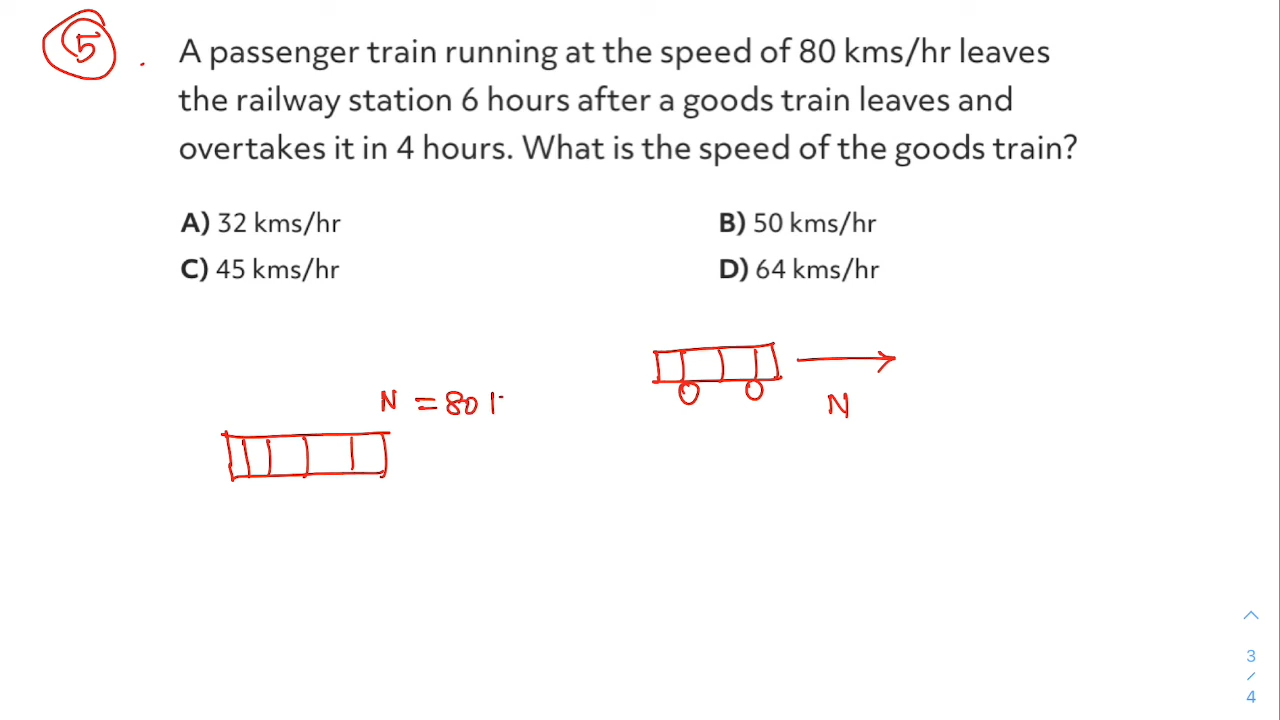 5 .
A passenger train running at the speed of 80 kms/hr leaves
the railway station 6 hours after a goods train leaves and
overtakes it in 4 hours. What is the speed of the goods train?
A) 32 kms/hr
B) 50 kms/hr
C) 45 kms/hr
D) 64 kms/hr
N = 80
N
3
/
4